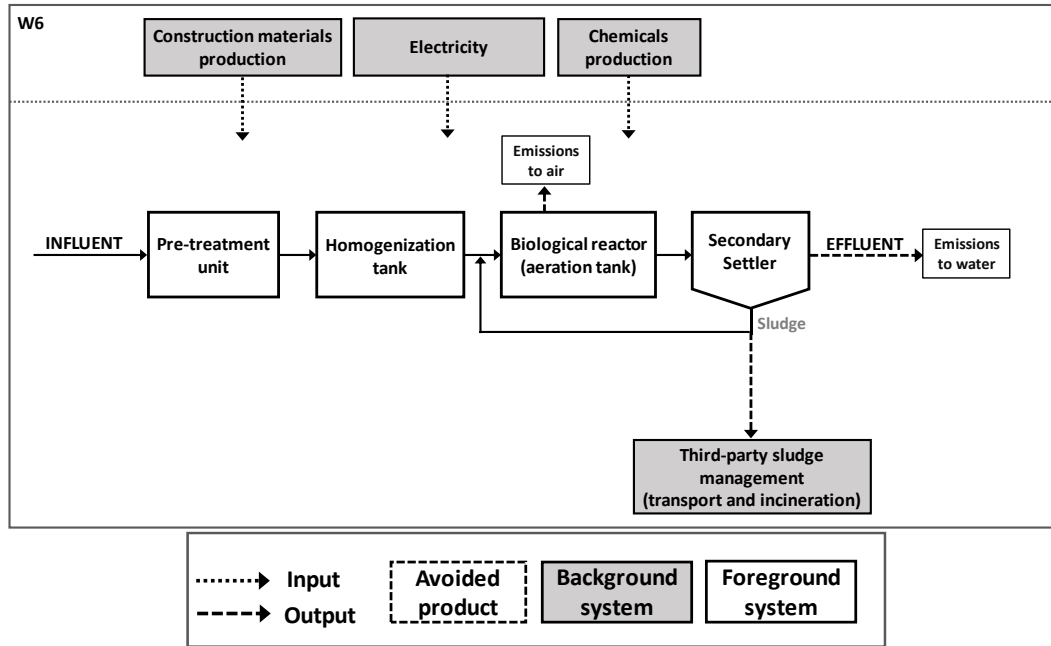 W6
Construction materials
production
Electricity
Chemicals
production
Emissions
to air
INFLUENT
Pre-treatment
unit
Homogenization
tank
Biological reactor
(aeration tank)
Secondary
Settler
EFFLUENT
Emissions
to water
Sludge
Third-party sludge
management
(transport and incineration)
Input
Output
Avoided
product
Background
system
Foreground
system